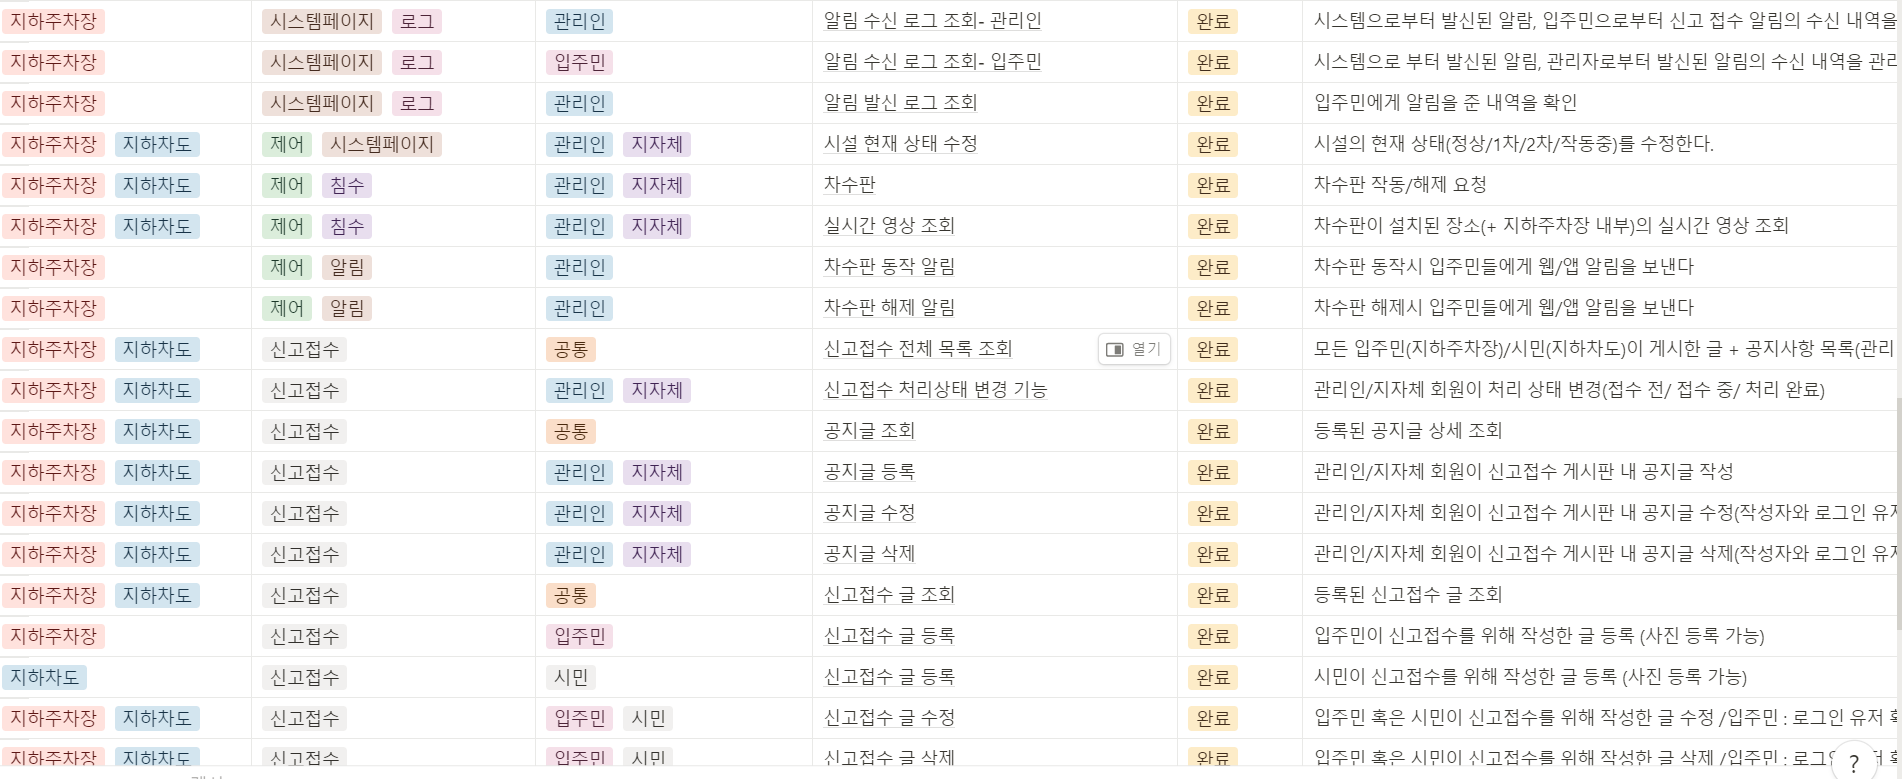 지하주차장 시스템페이지 로그 관리인 알림 수신 로그 조회- 관리인 완료 시스템으로부터 발신된 알람, 입주민으로부터 신고 접수 알림의 수신 내역을
지하주차장 시스템페이지 로그 입주민 알림 수신 로그 조회- 입주민 완료 시스템으로 부터 발신된 알림, 관리자로부터 발신된 알림의 수신 내역을 관리
지하주차장 시스템페이지 로그 관리인 알림 발신 로그 조회 완료 입주민에게 알림을 준 내역을 확인
지하주차장 지하차도 제어 시스템페이지 관리인 지자체 시설 현재 상태 수정 완료 시설의 현재 상태(정상/1차/2차/작동중)를 수정한다.
지하주차장 지하차도 제어 침수 관리인 지자체 차수판 완료 차수판 작동/해제 요청
지하주차장 지하차도 제어 침수 관리인 지자체 실시간 영상 조회 완료 차수판이 설치된 장소(+ 지하주차장 내부)의 실시간 영상 조회
지하주차장 제어 알림 관리인 차수판 동작 알림 완료 차수판 동작시 입주민들에게 웹/앱 알림을 보낸다
지하주차장 제어 알림 관리인 차수판 해제 알림 완료 차수판 해제시 입주민들에게 웹/앱 알림을 보낸다
지하주차장 지하차도 신고접수 공통 신고접수 전체 목록 조회 열기 완료 모든 입주민(지하주차장)/시민(지하차도)이 게시한 글 + 공지사항 목록(관리
지하주차장 지하차도 신고접수 관리인 지자체 신고접수 처리상태 변경 기능 완료 관리인/지자체 회원이 처리 상태 변경(접수 전/ 접수 중/ 처리 완료)
지하주차장 지하차도 신고접수 공통 공지글 조회 완료 등록된 공지글 상세 조회
지하주차장 지하차도 신고접수 관리인 지자체 공지글 등록 완료 관리인/지자체 회원이 신고접수 게시판 내 공지글 작성
지하주차장 지하차도 신고접수 관리인 지자체 공지글 수정 완료 관리인/지자체 회원이 신고접수 게시판 내 공지글 수정(작성자와 로그인 유저
지하주차장 지하차도 신고접수 관리인 지자체 공지글 삭제 완료 관리인/지자체 회원이 신고접수 게시판 내 공지글 삭제(작성자와 로그인 유저
지하주차장 지하차도 신고접수 공통 신고접수 글 조회 완료 등록된 신고접수 글 조회
지하주차장 신고접수 입주민 신고접수 글 등록 완료 입주민이 신고접수를 위해 작성한 글 등록 (사진 등록 가능)
지하차도 신고접수 시민 신고접수 글 등록 완료 시민이 신고접수를 위해 작성한 글 등록 (사진 등록 가능)
지하주차장 지하차도 신고접수 입주민 시민 신고접수 글 수정 완료 입주민 혹은 시민이 신고접수를 위해 작성한 글 수정 /입주민 : 로그인 유저
지하주차장 지하차도 신고접수 입주민 시민 신고접수 글 삭제 완료 입주민 혹은 시민이 신고접수를 위해 작성한 글 삭제 /입주민 : 로그인 ?